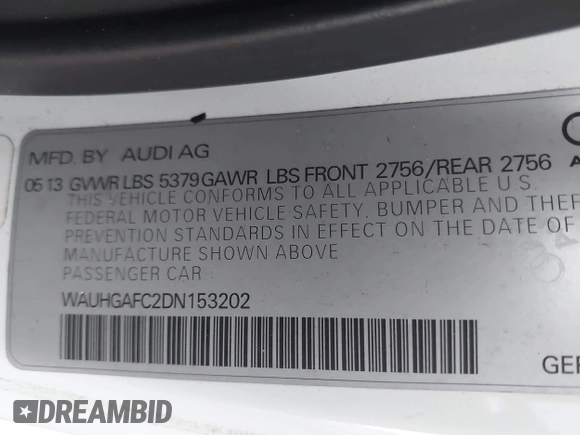 MFD. BY AUDI AG
05 13 GVWR LBS 5379 GAWR LBS FRONT 2756/REAR 2756
THIS VEHICLE CONFORMS TO ALL APPLICABLE U.S.
FEDERAL MOTOR VEHICLE SAFETY, BUMPER AND THEF
PREVENTION STANDARDS IN EFFECT ON THE DATE OF
MANUFACTURE SHOWN ABOVE
PASSENGER CAR
WAUHGAFC2DN153202
GER
DREAMBID